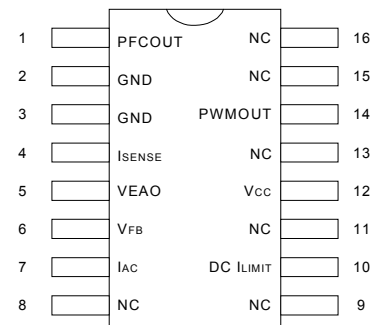 1 PFCOUT NC 16
2 GND NC 15
3 GND PWMOUT 14
4 ISENSE NC 13
5 VEAO VCC 12
6 VFB NC 11
7 IAC DC ILIMIT 10
8 NC NC 9